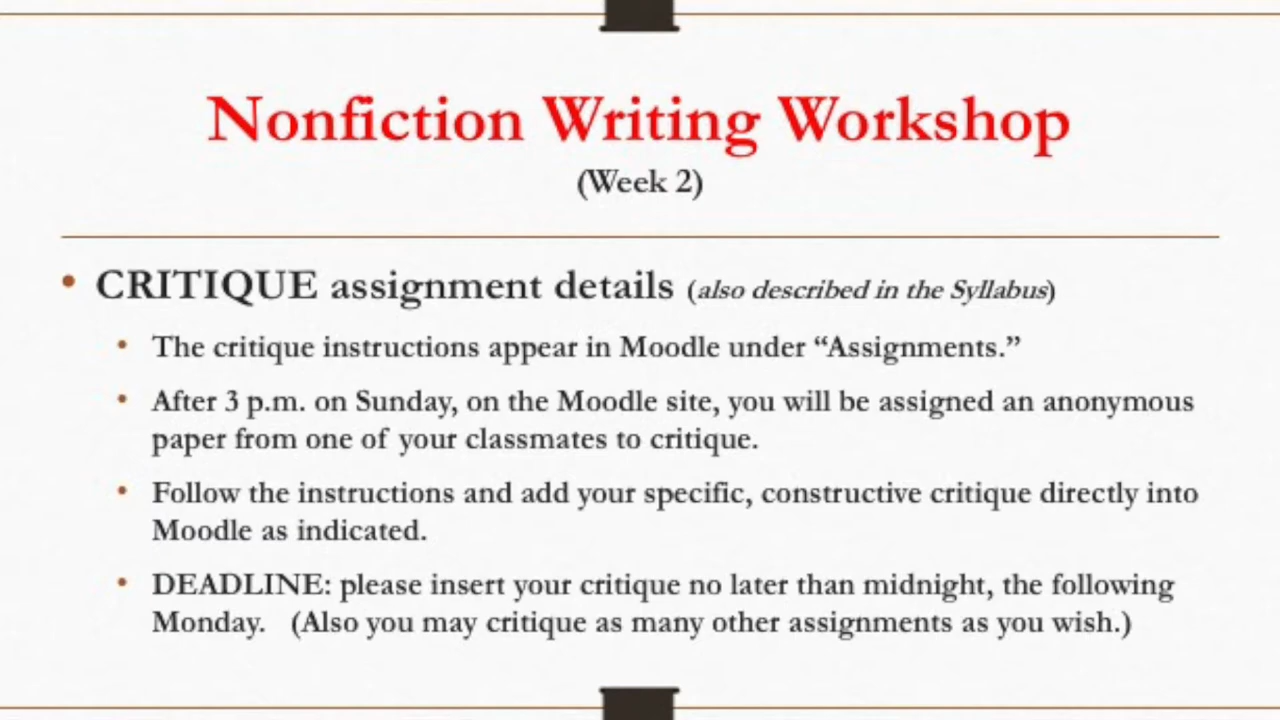 Nonfiction Writing Workshop
(Week 2)
• CRITIQUE assignment details (also described in the Syllabus)
• The critique instructions appear in Moodle under “Assignments.”
• After 3 p.m. on Sunday, on the Moodle site, you will be assigned an anonymous
paper from one of your classmates to critique.
• Follow the instructions and add your specific, constructive critique directly into
Moodle as indicated.
• DEADLINE: please insert your critique no later than midnight, the following
Monday. (Also you may critique as many other assignments as you wish.)